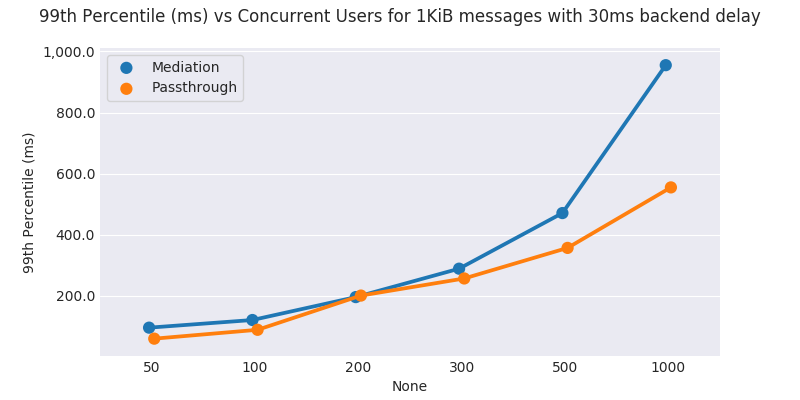 99th Percentile (ms) vs Concurrent Users for 1KiB messages with 30ms backend delay
Mediation
Passthrough
99th Percentile (ms)
1,000.0
800.0
600.0
400.0
200.0
50 100 200 300 500 1000
None